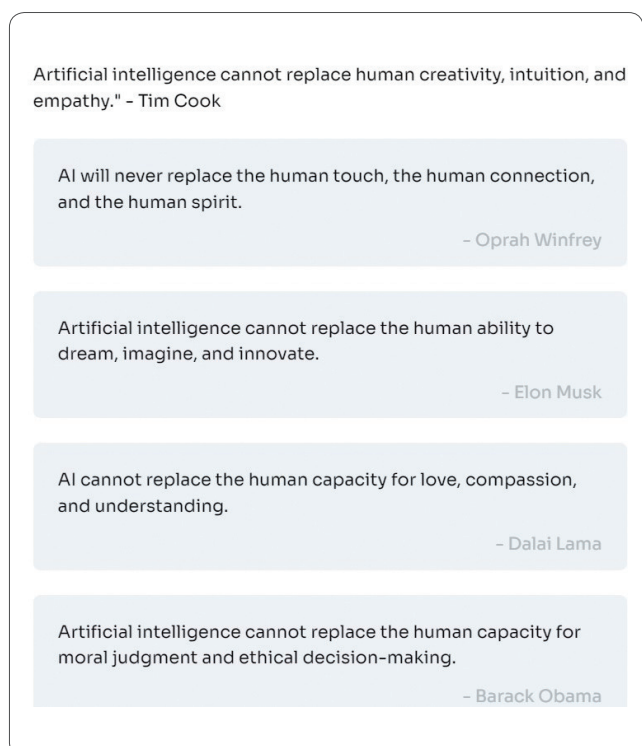 Artificial intelligence cannot replace human creativity, intuition, and
empathy." - Tim Cook
AI will never replace the human touch, the human connection,
and the human spirit.
- Oprah Winfrey
Artificial intelligence cannot replace the human ability to
dream, imagine, and innovate.
- Elon Musk
AI cannot replace the human capacity for love, compassion,
and understanding.
- Dalai Lama
Artificial intelligence cannot replace the human capacity for
moral judgment and ethical decision-making.
- Barack Obama